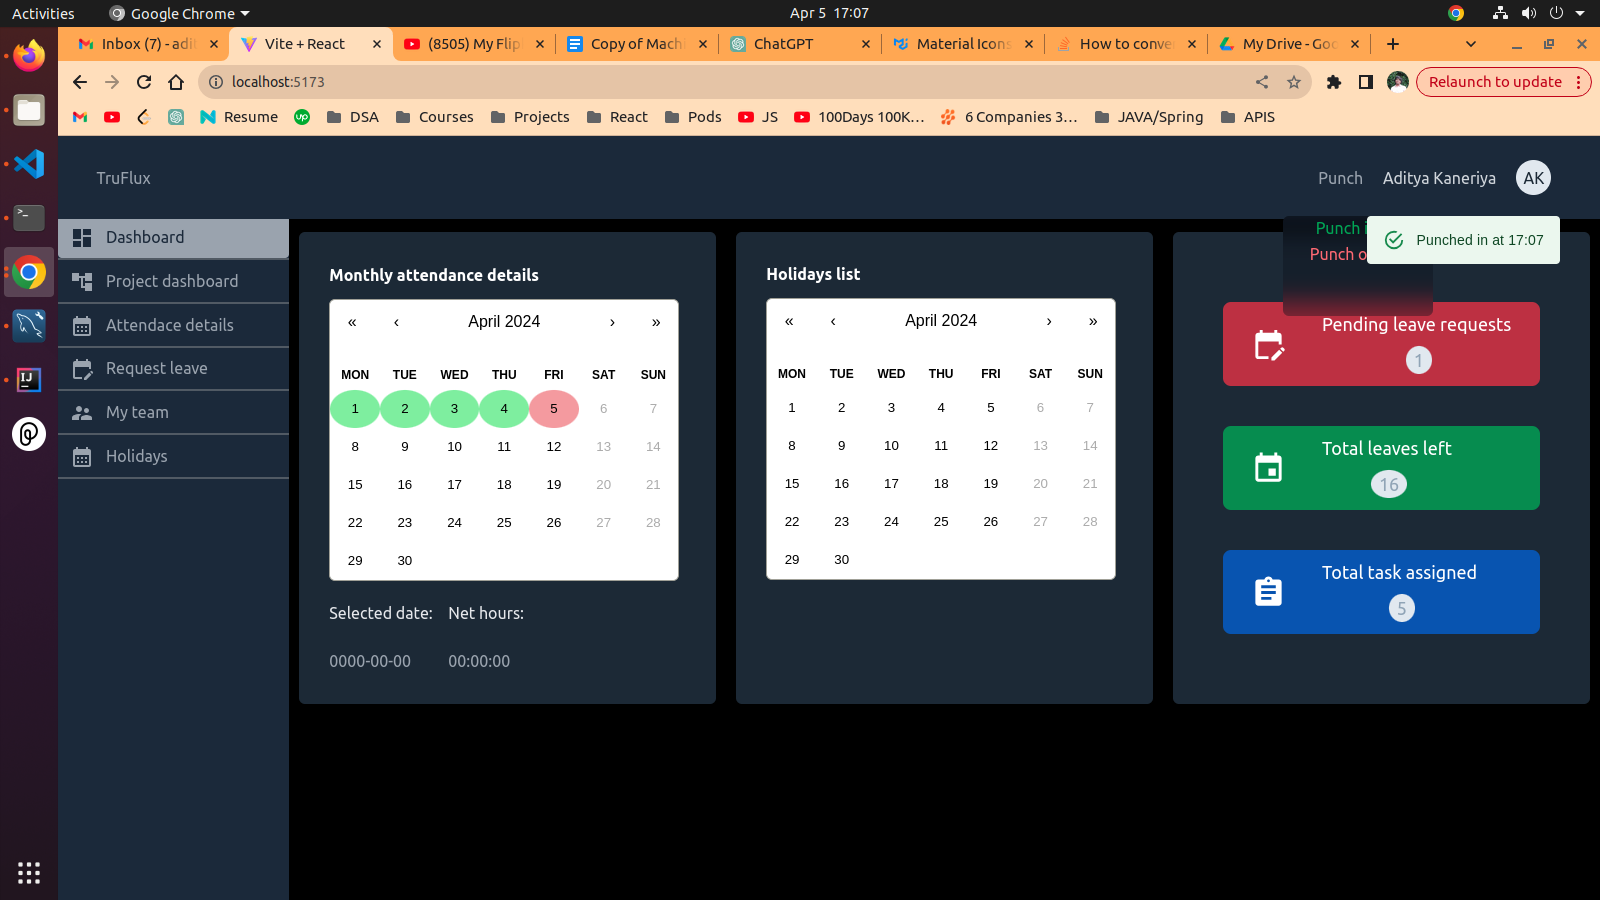 Activities Google Chrome Apr 5 17:07
Inbox (7) - adi Vite + React (8505) My Flip Copy of Mach ChatGPT Material Icons How to conve My Drive - Goo
localhost:5173 Relaunch to update
Resume DSA Courses Projects React Pods JS 100Days 100K... 6 Companies 3... JAVA/Spring APIS
TruFlux Punch Aditya Kaneriya AK
Punch i
Punch o
Punched in at 17:07
Dashboard
Project dashboard
Attendace details
Request leave
My team
Holidays
Monthly attendance details
« ‹ April 2024 › »
MON TUE WED THU FRI SAT SUN
1 2 3 4 5 6 7
8 9 10 11 12 13 14
15 16 17 18 19 20 21
22 23 24 25 26 27 28
29 30
Selected date: Net hours:
0000-00-00 00:00:00
Holidays list
« ‹ April 2024 › »
MON TUE WED THU FRI SAT SUN
1 2 3 4 5 6 7
8 9 10 11 12 13 14
15 16 17 18 19 20 21
22 23 24 25 26 27 28
29 30
Pending leave requests
1
Total leaves left
16
Total task assigned
5